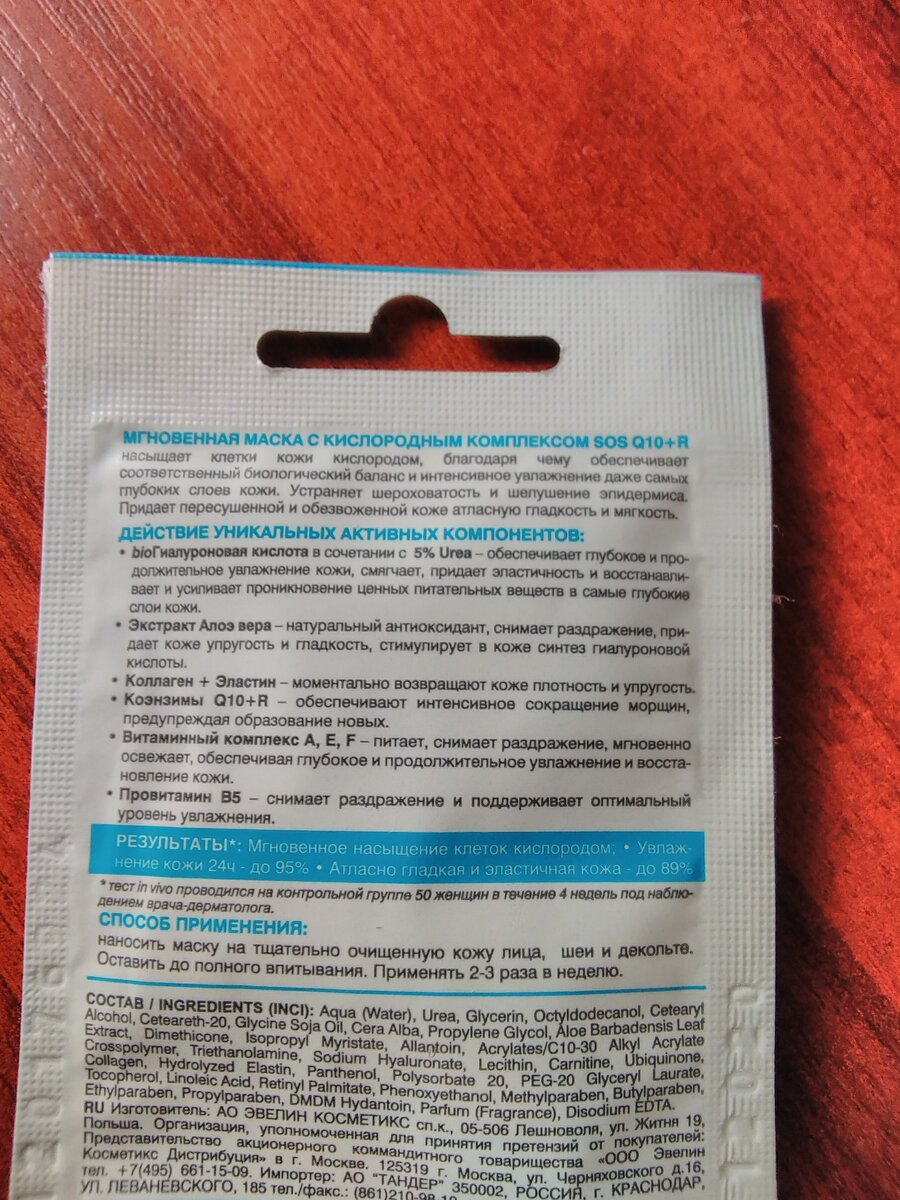 МГНОВЕННАЯ МАСКА С КИСЛОРОДНЫМ КОМПЛЕКСОМ SOS Q10+R
насыщает клетки кожи кислородом, благодаря чему обеспечивает
соответственный биологический баланс и интенсивное увлажнение даже самых
глубоких слоев кожи. Устраняет шероховатость и шелушение эпидермиса.
Придает пересушенной и обезвоженной коже атласную гладкость и мягкость.
ДЕЙСТВИЕ УНИКАЛЬНЫХ АКТИВНЫХ КОМПОНЕНТОВ:
• bioГиалуроновая кислота в сочетании с 5% Urea – обеспечивает глубокое и про-
должительное увлажнение кожи, смягчает, придает эластичность и восстанавли-
вает и усиливает проникновение ценных питательных веществ в самые глубокие
слои кожи.
• Экстракт Алоэ вера – натуральный антиоксидант, снимает раздражение, при-
дает коже упругость и гладкость, стимулирует в коже синтез гиалуроновой
кислоты.
• Коллаген + Эластин – моментально возвращают коже плотность и упругость.
• Коэнзимы Q10+R – обеспечивают интенсивное сокращение морщин,
предупреждая образование новых.
• Витаминный комплекс А, Е, F – питает, снимает раздражение, мгновенно
освежает, обеспечивая глубокое и продолжительное увлажнение и восста-
новление кожи.
• Провитамин В5 – снимает раздражение и поддерживает оптимальный
уровень увлажнения.
РЕЗУЛЬТАТЫ*: Мгновенное насыщение клеток кислородом; • Увлаж-
нение кожи 24ч - до 95% • Атласно гладкая и эластичная кожа - до 89%
* тест in vivo проводился на контрольной группе 50 женщин в течение 4 недель под наблю-
дением врача-дерматолога.
СПОСОБ ПРИМЕНЕНИЯ:
наносить маску на тщательно очищенную кожу лица, шеи и декольте.
Оставить до полного впитывания. Применять 2-3 раза в неделю.
СОСТАВ / INGREDIENTS (INCI): Aqua (Water), Urea, Glycerin, Octyldodecanol, Cetearyl
Alcohol, Ceteareth-20, Glycine Soja Oil, Cera Alba, Propylene Glycol, Aloe Barbadensis Leaf
Extract, Dimethicone, Isopropyl Myristate, Allantoin, Acrylates/C10-30 Alkyl Acrylate
Crosspolymer, Triethanolamine, Sodium Hyaluronate, Lecithin, Carnitine, Ubiquinone,
Collagen, Hydrolyzed Elastin, Panthenol, Polysorbate 20, PEG-20 Glyceryl Laurate,
Tocopherol, Linoleic Acid, Retinyl Palmitate, Phenoxyethanol, Methylparaben, Butylparaben,
Ethylparaben, Propylparaben, DMDM Hydantoin, Parfum (Fragrance), Disodium EDTA.
RU Изготовитель: АО ЭВЕЛИН КОСМЕТИКС сп.к., 05-506 Лешноволя, ул. Житня 19,
Польша. Организация, уполномоченная для принятия претензий от покупателей:
Представительство акционерного коммандитного товарищества «ООО Эвелин
Косметикс Дистрибуция» в г. Москве. 125319 г. Москва, ул. Черняховского д.16,
тел. +7(495) 661-15-09. Импортер: АО "ТАНДЕР" 350002, РОССИЯ, г. КРАСНОДАР,
УЛ. ЛЕВАНЕВСКОГО, 185 тел./факс.: (861)210-98-10